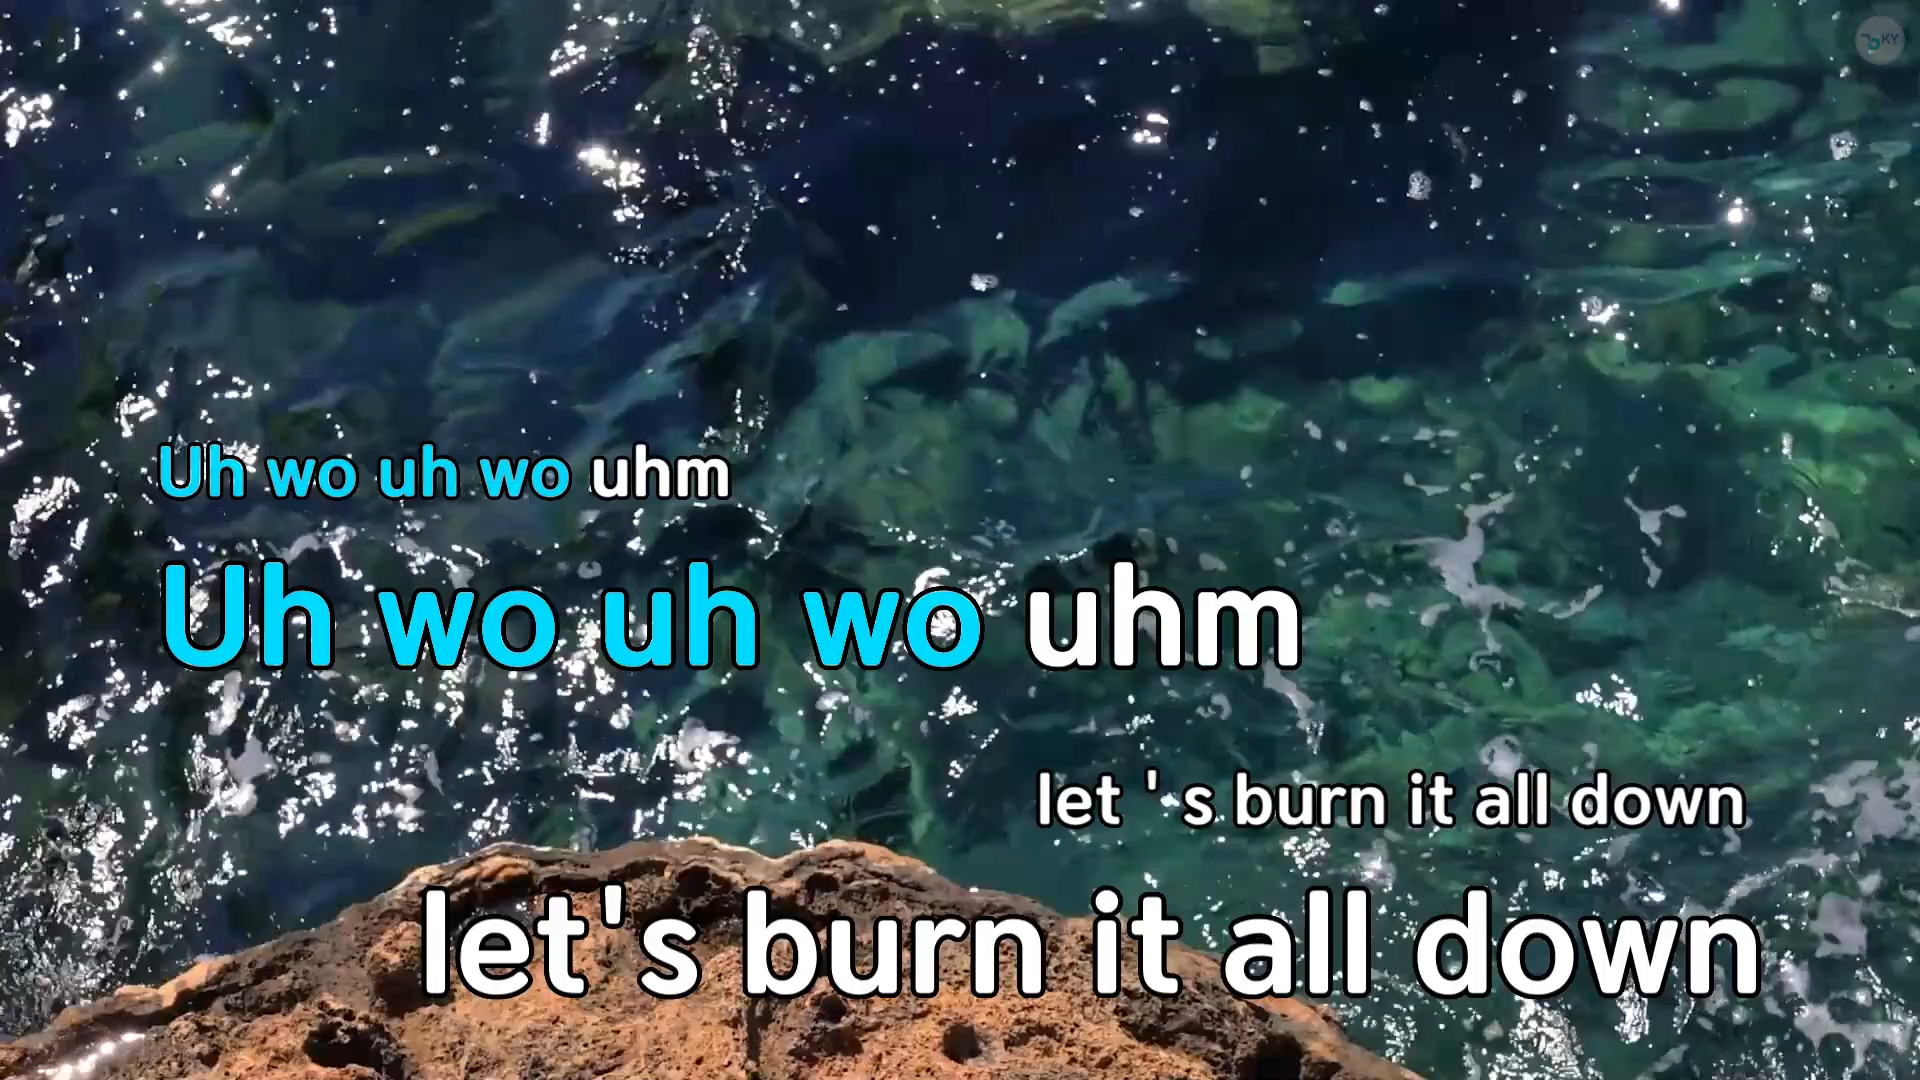 KY
Uh wo uh wo uhm
Uh wo uh wo uhm
let ' s burn it all down
let's burn it all down